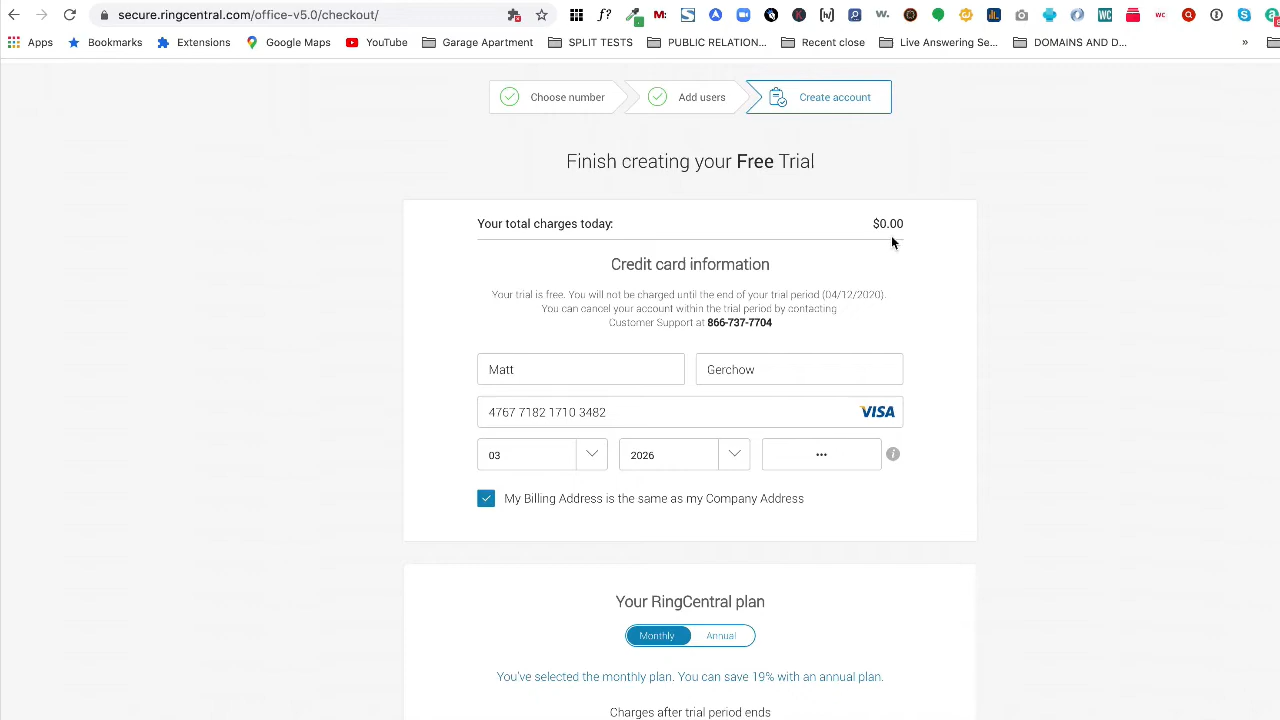 secure.ringcentral.com/office_v5.0/checkout/
Apps Bookmarks Extensions Google Maps YouTube Garage Apartment SPLIT TESTS PUBLIC RELATION... Recent close Live Answering Se... DOMAINS AND D... »
Choose number Add users Create account
Finish creating your Free Trial
Your total charges today: $0.00
Credit card information
Your trial is free. You will not be charged until the end of your trial period (04/12/2020).
You can cancel your account within the trial period by contacting
Customer Support at 866-737-7704
Matt Gerchow
[card number omitted for privacy] VISA
03 2026 •••
My Billing Address is the same as my Company Address
Your RingCentral plan
Monthly Annual
You've selected the monthly plan. You can save 19% with an annual plan.
Charges after trial period ends